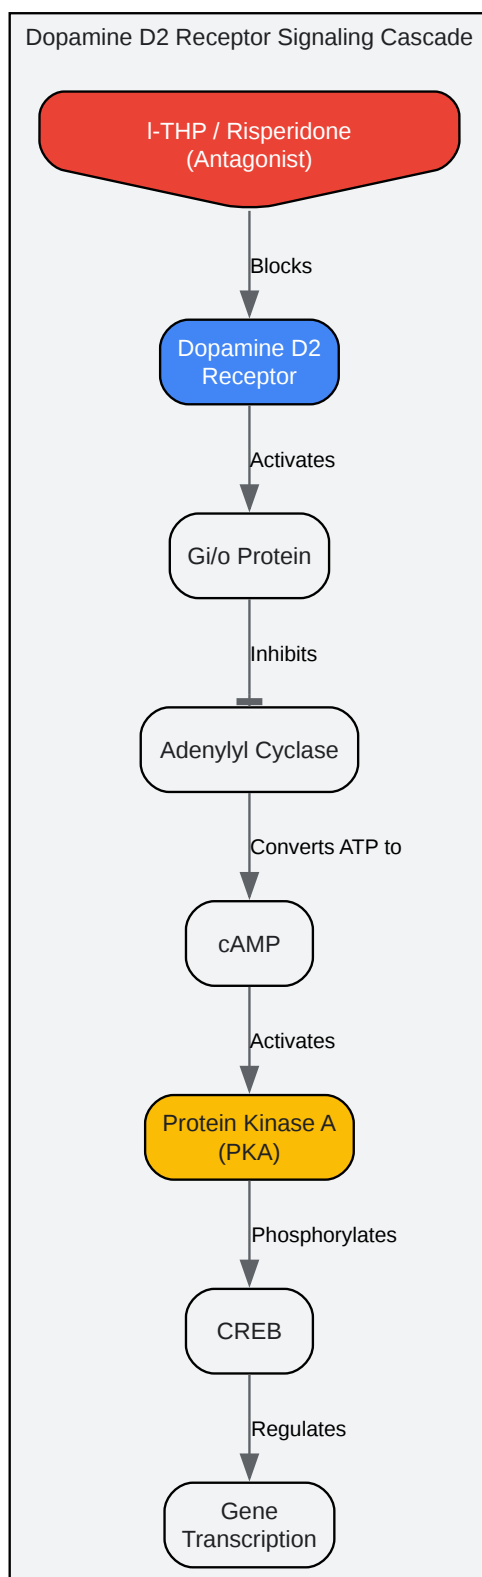 Dopamine D2 Receptor Signaling Cascade
l-THP / Risperidone
(Antagonist)
Blocks
Dopamine D2
Receptor
Activates
Gi/o Protein
Inhibits
Adenylyl Cyclase
Converts ATP to
cAMP
Activates
Protein Kinase A
(PKA)
Phosphorylates
CREB
Regulates
Gene
Transcription